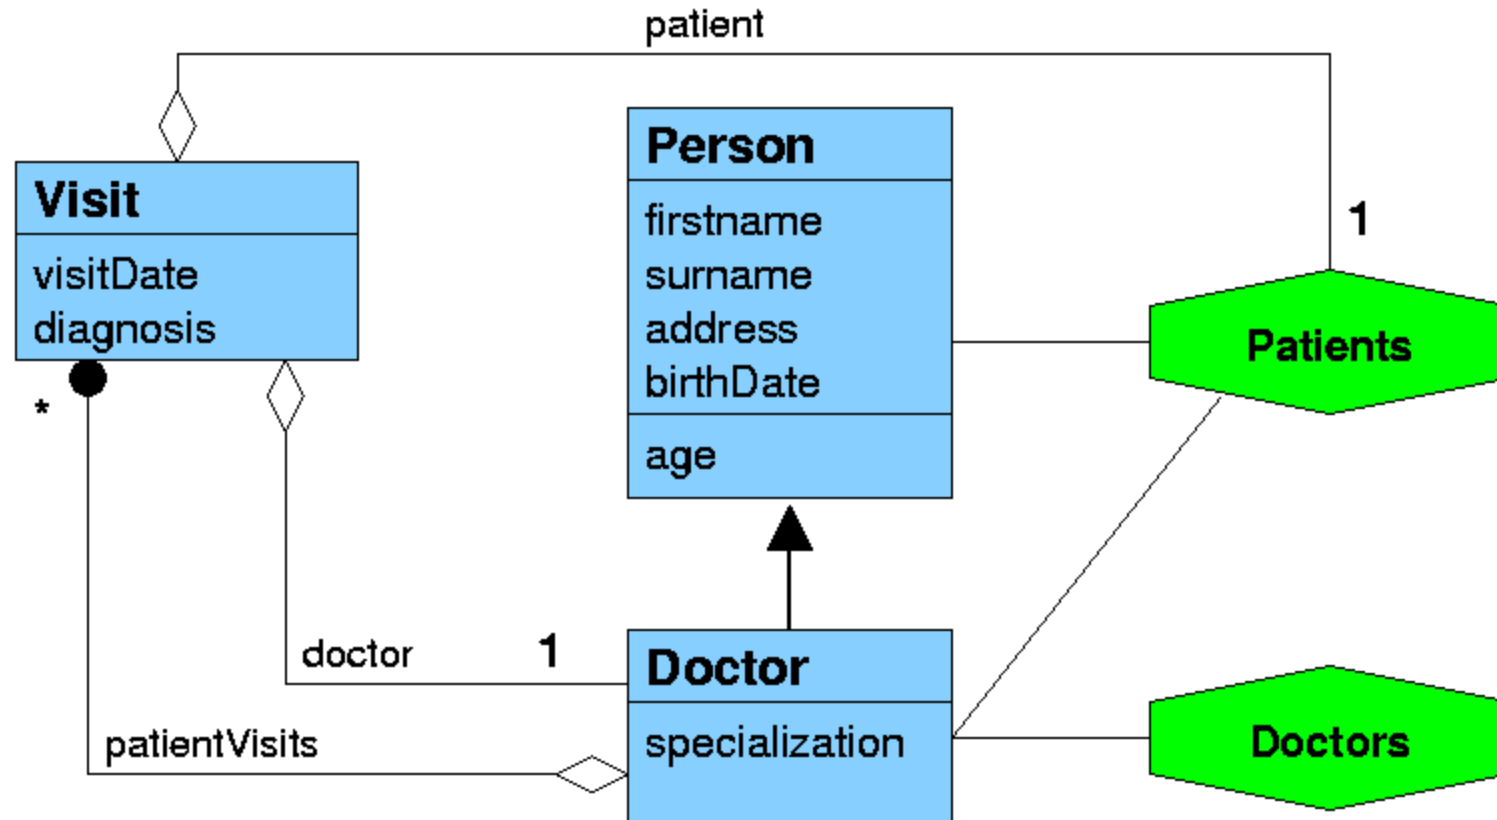 patient
Person
Visit
firstname
1
visitDate
surname
diagnosis
address
Patients
birthDate
*
age
doctor
1
Doctor
patientVisits
specialization
Doctors